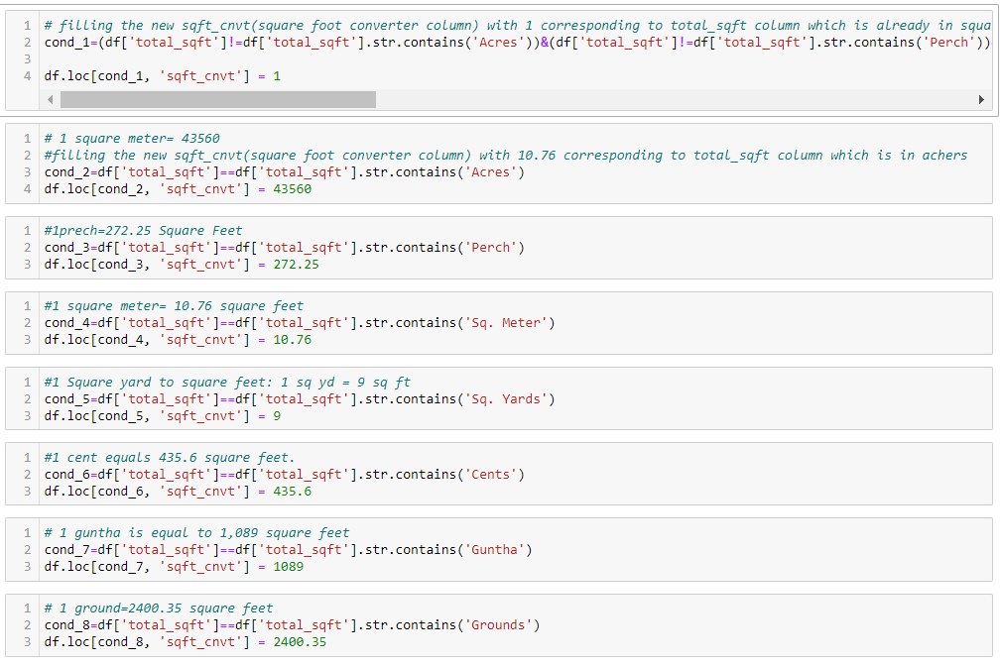 1 # filling the new sqft_cnvt(square foot converter column) with 1 corresponding to total_sqft column which is already in squa
2 cond_1=(df['total_sqft']!=df['total_sqft'].str.contains('Acres'))&(df['total_sqft']!=df['total_sqft'].str.contains('Perch'))
3
4 df.loc[cond_1, 'sqft_cnvt'] = 1
1 # 1 square meter= 43560
2 #filling the new sqft_cnvt(square foot converter column) with 10.76 corresponding to total_sqft column which is in achers
3 cond_2=df['total_sqft']==df['total_sqft'].str.contains('Acres')
4 df.loc[cond_2, 'sqft_cnvt'] = 43560
1 #1prech=272.25 Square Feet
2 cond_3=df['total_sqft']==df['total_sqft'].str.contains('Perch')
3 df.loc[cond_3, 'sqft_cnvt'] = 272.25
1 #1 square meter= 10.76 square feet
2 cond_4=df['total_sqft']==df['total_sqft'].str.contains('Sq. Meter')
3 df.loc[cond_4, 'sqft_cnvt'] = 10.76
1 #1 Square yard to square feet: 1 sq yd = 9 sq ft
2 cond_5=df['total_sqft']==df['total_sqft'].str.contains('Sq. Yards')
3 df.loc[cond_5, 'sqft_cnvt'] = 9
1 #1 cent equals 435.6 square feet.
2 cond_6=df['total_sqft']==df['total_sqft'].str.contains('Cents')
3 df.loc[cond_6, 'sqft_cnvt'] = 435.6
1 # 1 guntha is equal to 1,089 square feet
2 cond_7=df['total_sqft']==df['total_sqft'].str.contains('Guntha')
3 df.loc[cond_7, 'sqft_cnvt'] = 1089
1 # 1 ground=2400.35 square feet
2 cond_8=df['total_sqft']==df['total_sqft'].str.contains('Grounds')
3 df.loc[cond_8, 'sqft_cnvt'] = 2400.35